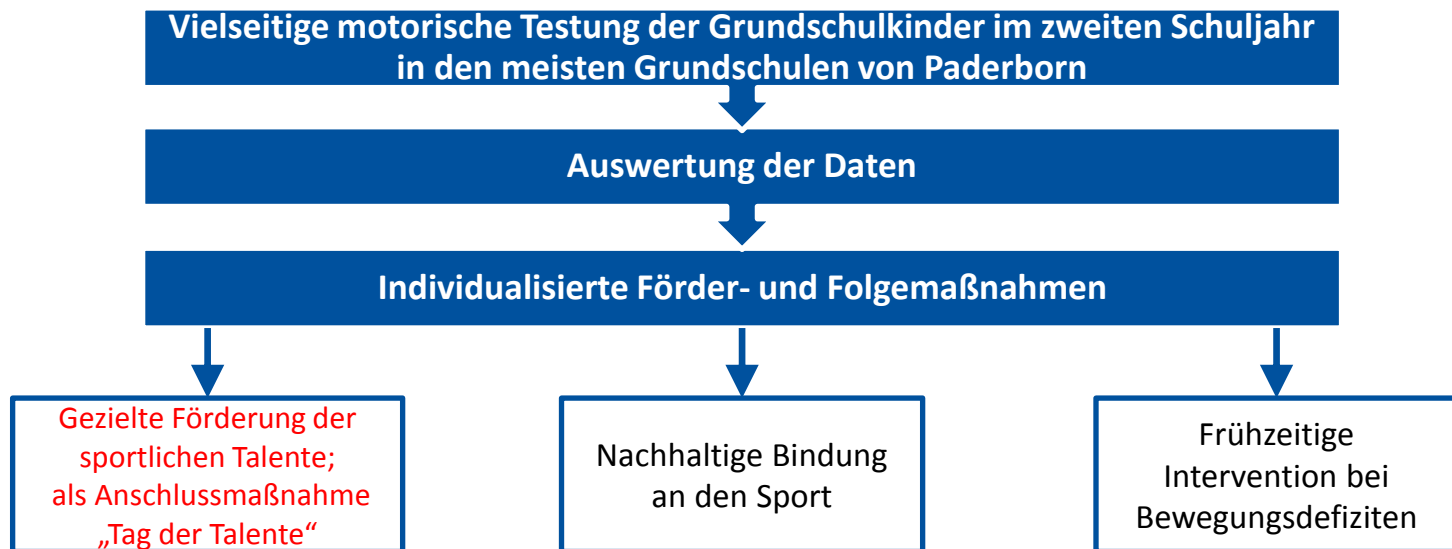 Vielseitige motorische Testung der Grundschulkinder im zweiten Schuljahr
in den meisten Grundschulen von Paderborn
Auswertung der Daten
Individualisierte Förder- und Folgemaßnahmen
Gezielte Förderung der
sportlichen Talente;
als Anschlussmaßnahme
„Tag der Talente“
Nachhaltige Bindung
an den Sport
Frühzeitige
Intervention bei
Bewegungsdefiziten